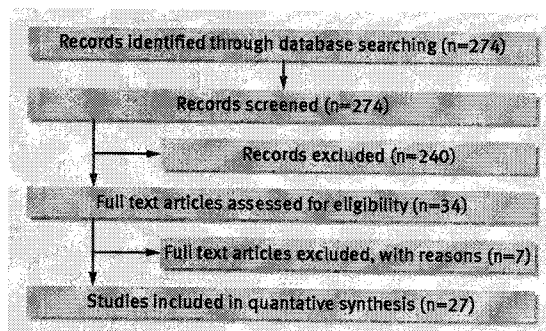 Records identified through database searching (n=274)
Records screened (n=274)
Records excluded (n=240)
Full text articles assessed for eligibility (n=34)
Full text articles excluded, with reasons (n=7)
Studies included in quantative synthesis (n=27)